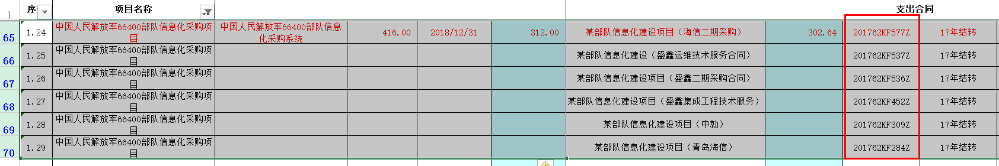 1 序 项目名称 支出合同
65 1.24 中国人民解放军66400部队信息化采购项目 中国人民解放军66400部队信息化采购系统 416.00 2018/12/31 312.00 某部队信息化建设项目（海信二期采购） 302.64 201762KF577Z 17年结转
66 1.25 中国人民解放军66400部队信息化采购项目 某部队信息化建设（盛鑫运维技术服务合同） 201762KF537Z 17年结转
67 1.26 中国人民解放军66400部队信息化采购项目 某部队信息化建设项目（盛鑫二期采购合同） 201762KF536Z 17年结转
68 1.27 中国人民解放军66400部队信息化采购项目 某部队信息化建设项目（盛鑫集成工程技术服务） 201762KF452Z 17年结转
69 1.28 中国人民解放军66400部队信息化采购项目 某部队信息化建设项目（中勍） 201762KF309Z 17年结转
70 1.29 中国人民解放军66400部队信息化采购项目 某部队信息化建设项目（青岛海信） 201762KF284Z 17年结转